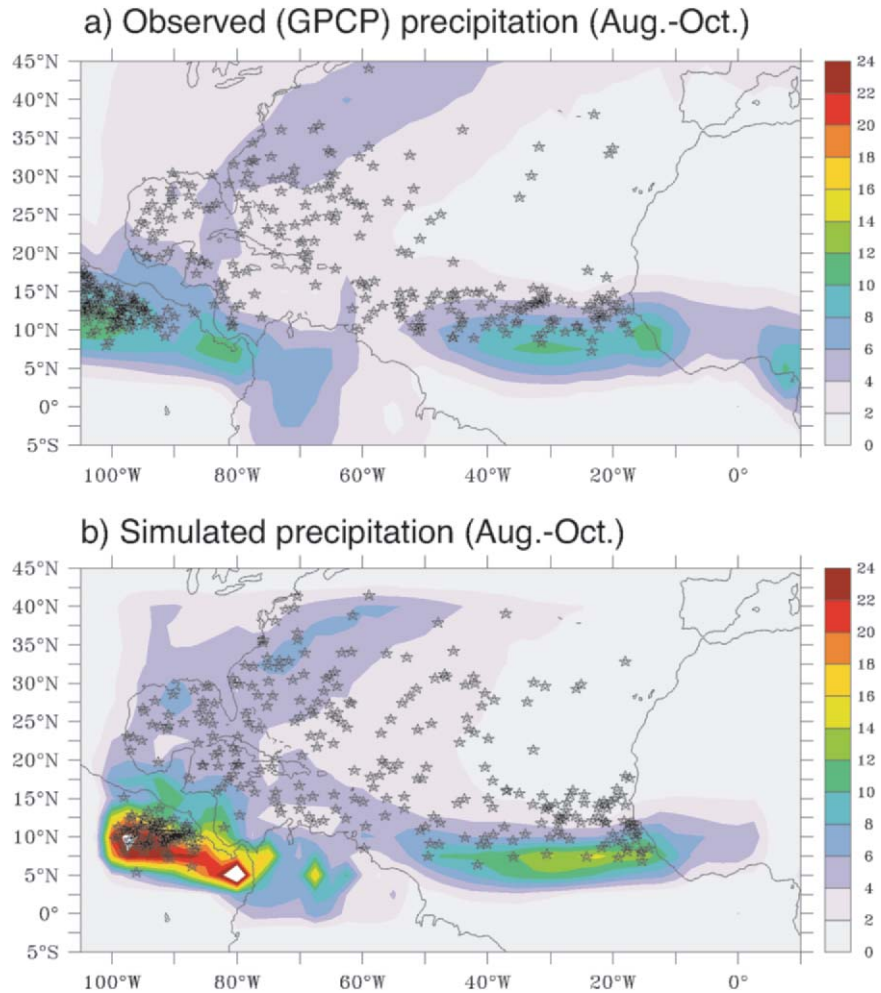 a) Observed (GPCP) precipitation (Aug.-Oct.)
45°N
40°N
35°N
30°N
25°N
20°N
15°N
10°N
5°N
0°
5°S
100°W 80°W 60°W 40°W 20°W 0°
24
22
20
18
16
14
12
10
8
6
4
2
0
b) Simulated precipitation (Aug.-Oct.)
45°N
40°N
35°N
30°N
25°N
20°N
15°N
10°N
5°N
0°
5°S
100°W 80°W 60°W 40°W 20°W 0°
24
22
20
18
16
14
12
10
8
6
4
2
0